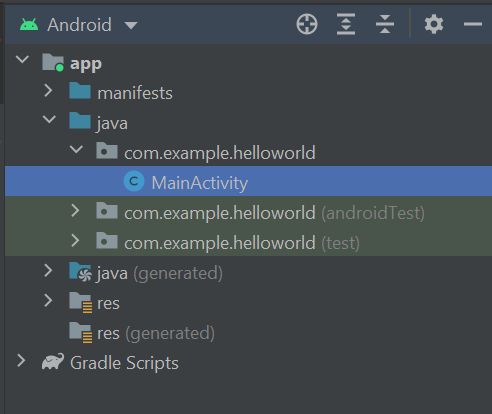 Android
app
manifests
java
com.example.helloworld
C MainActivity
com.example.helloworld (androidTest)
com.example.helloworld (test)
java (generated)
res
res (generated)
Gradle Scripts